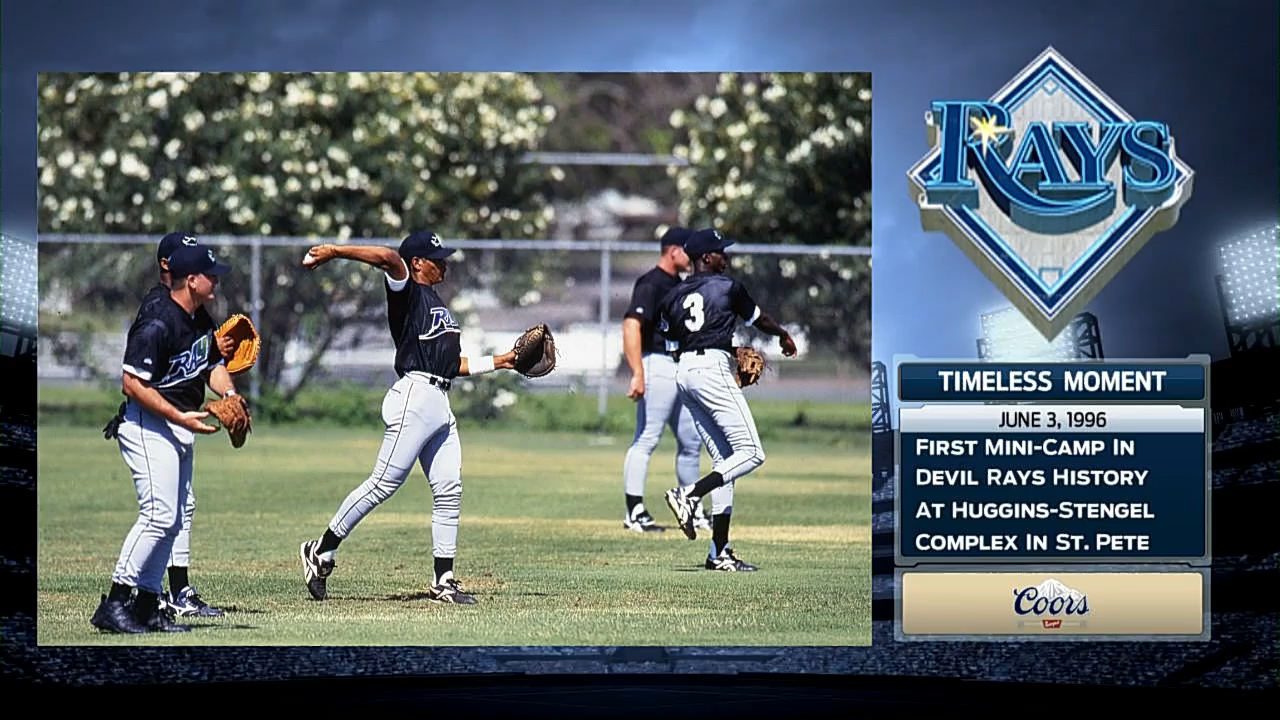 RAYS
TIMELESS MOMENT
JUNE 3, 1996
FIRST MINI-CAMP IN
DEVIL RAYS HISTORY
AT HUGGINS-STENGEL
COMPLEX IN ST. PETE
Coors
3